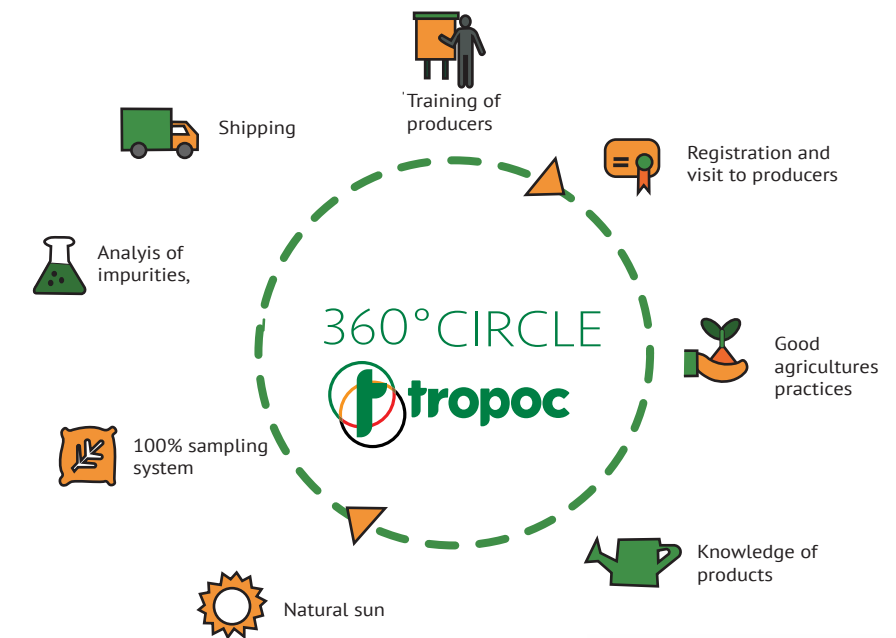 'Training of
producers
Registration and
visit to producers
Good
agricultures
practices
Knowledge of
products
Natural sun
100% sampling
system
Analyis of
impurities,
Shipping
360°CIRCLE
tropoc